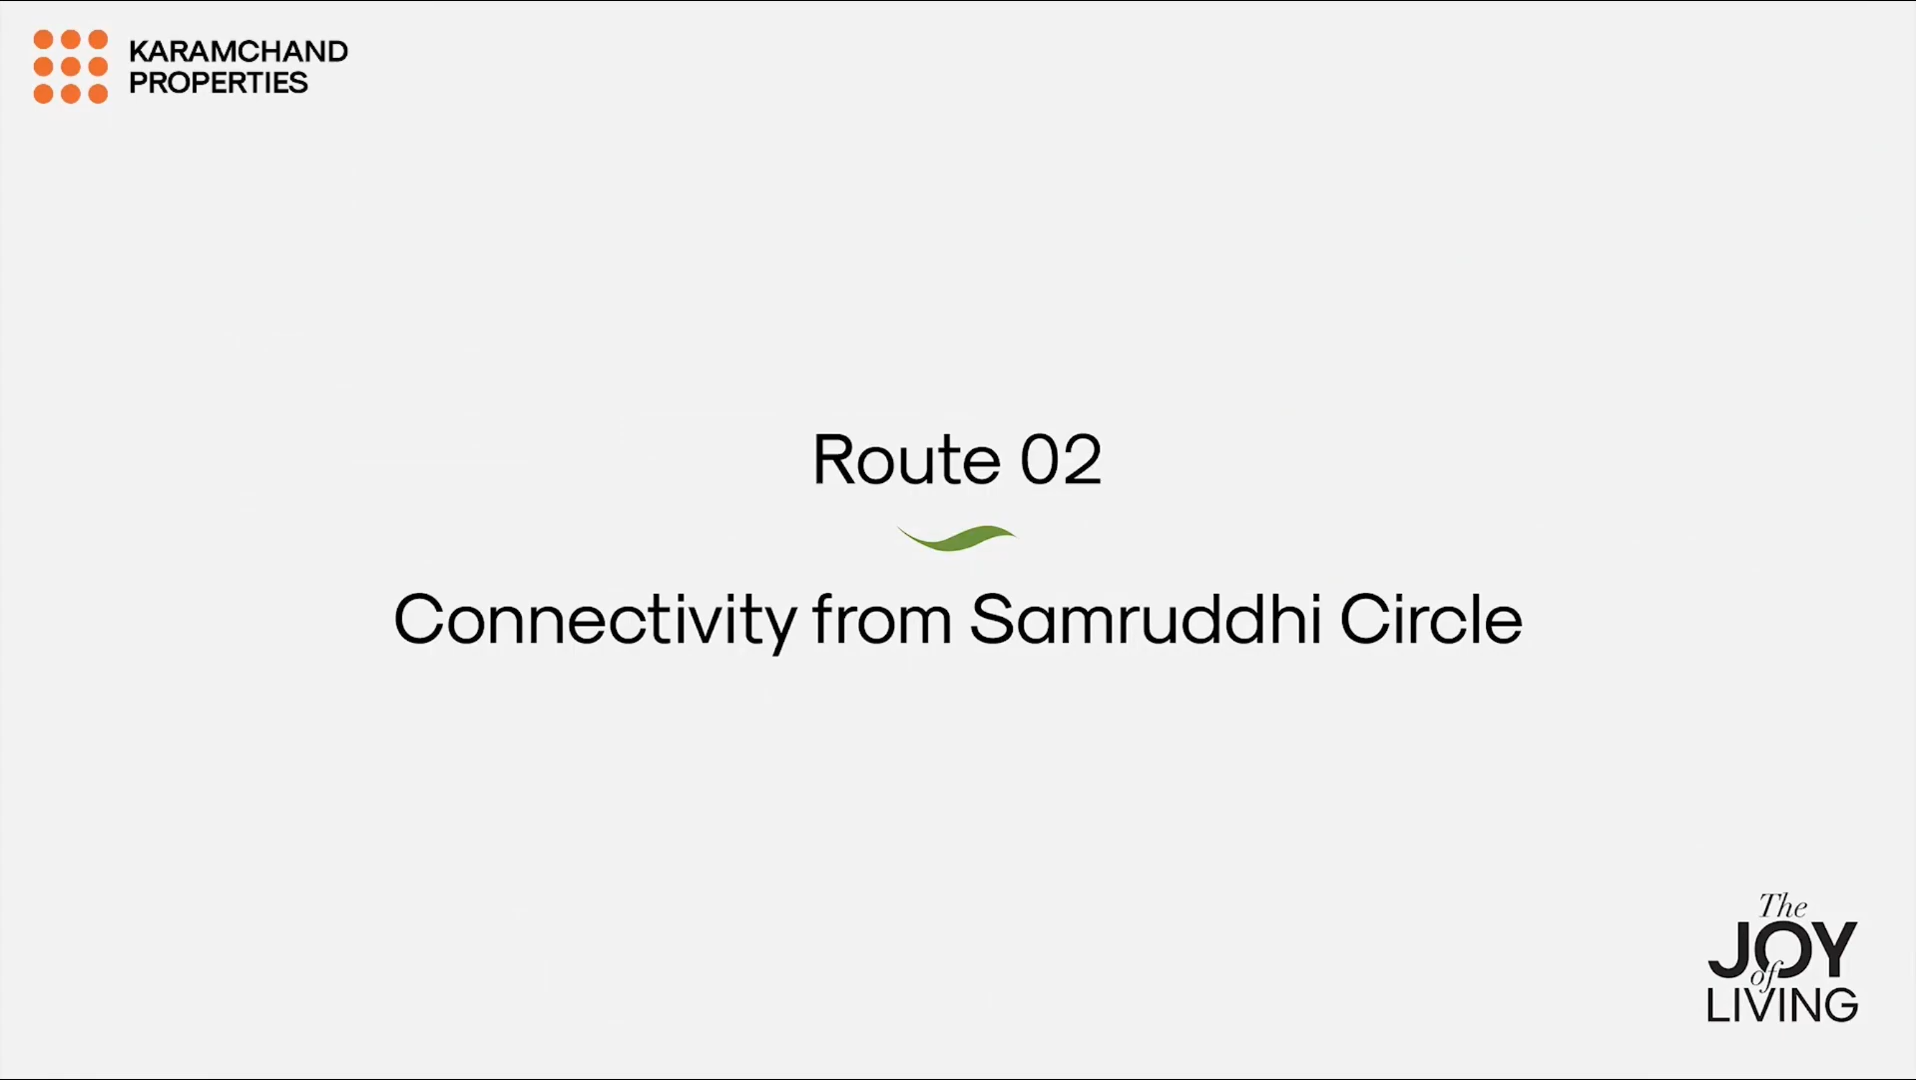 KARAMCHAND
PROPERTIES
Route 02
Connectivity from Samruddhi Circle
The
JOY
of
LIVING